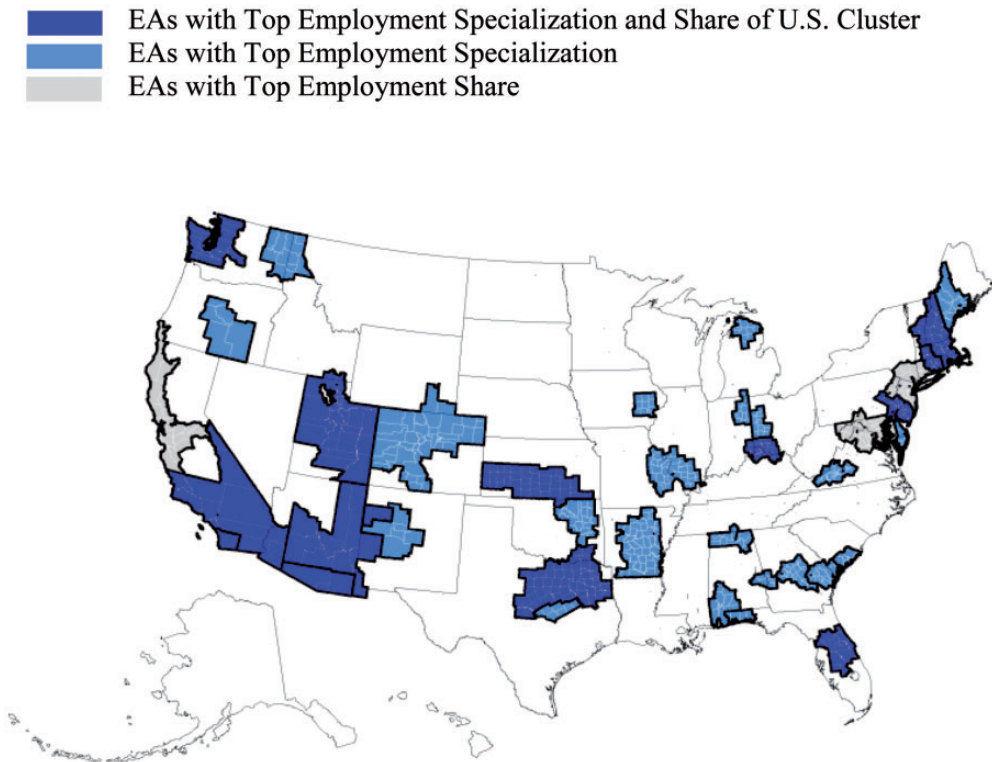 EAs with Top Employment Specialization and Share of U.S. Cluster
EAs with Top Employment Specialization
EAs with Top Employment Share